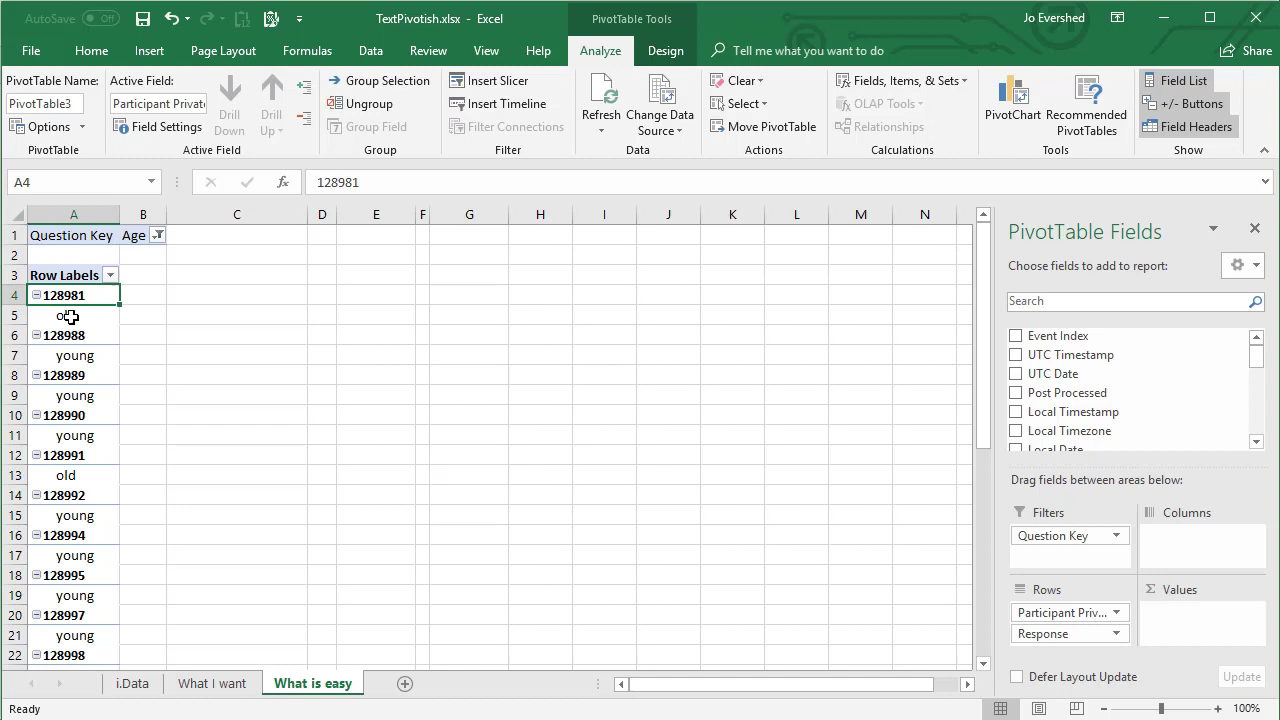 AutoSave Off TextPivotish.xlsx - Excel PivotTable Tools Jo Evershed
File Home Insert Page Layout Formulas Data Review View Help Analyze Design Tell me what you want to do Share
PivotTable Name: Active Field:
PivotTable3 Participant Privat
Options Field Settings
Drill Down Drill Up
Group Selection
Ungroup
Group Field
Insert Slicer
Insert Timeline
Filter Connections
Refresh Change Data Source
Clear
Select
Move PivotTable
Fields, Items, & Sets
OLAP Tools
Relationships
PivotChart Recommended PivotTables
Field List
+/- Buttons
Field Headers
PivotTable Active Field Group Filter Data Actions Calculations Tools Show
A4 fx 128981
A B C D E F G H I J K L M N
1 Question Key Age
2
3 Row Labels
4 128981
5
6 128988
7 young
8 128989
9 young
10 128990
11 young
12 128991
13 old
14 128992
15 young
16 128994
17 young
18 128995
19 young
20 128997
21 young
22 128998
PivotTable Fields
Choose fields to add to report:
Search
Event Index
UTC Timestamp
UTC Date
Post Processed
Local Timestamp
Local Timezone
Local Date
Drag fields between areas below:
Filters Columns
Question Key
Rows Values
Participant Priv...
Response
Defer Layout Update Update
i.Data What I want What is easy
Ready 100%